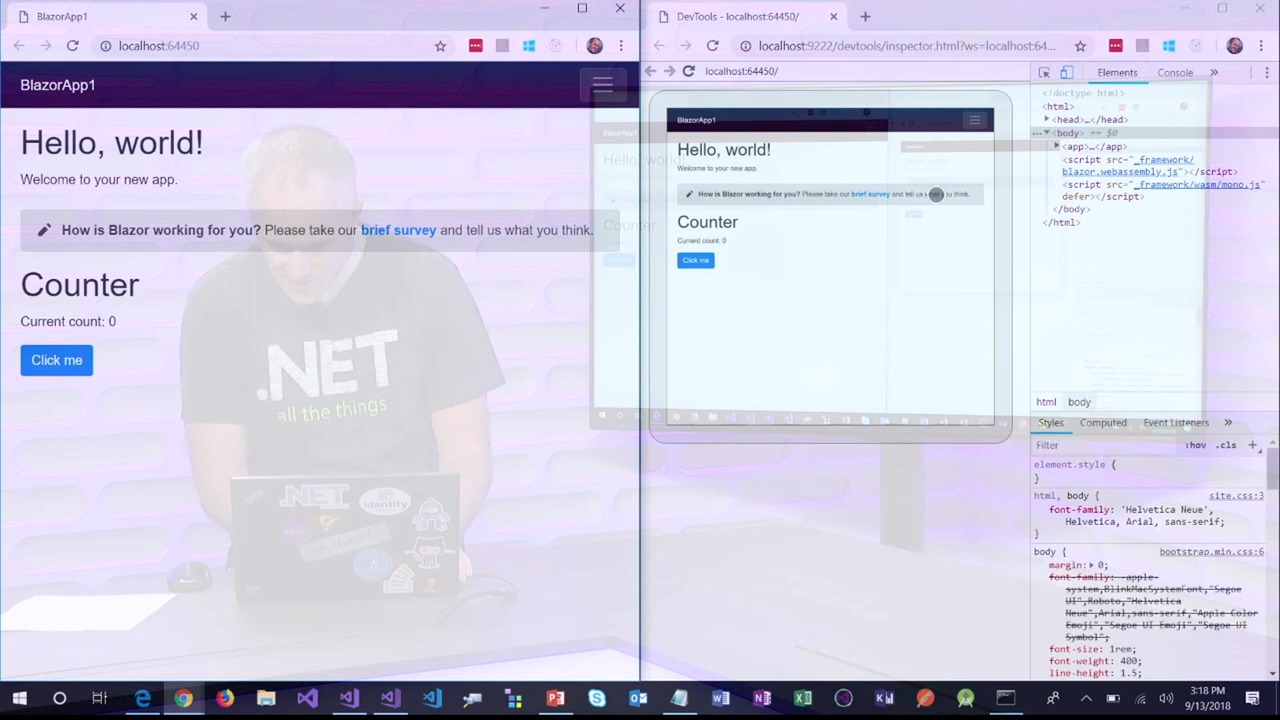 BlazorApp1
localhost:64450
BlazorApp1
Hello, world!
Welcome to your new app.
How is Blazor working for you? Please take our brief survey and tell us what you think.
Counter
Current count: 0
Click me
.NET
all the things
.NET
identity
DevTools - localhost:64450/
localhost:9222/devtools/inspector.html?ws=localhost:64...
localhost:64450/
BlazorApp1
Hello, world!
Welcome to your new app.
How is Blazor working for you? Please take our brief survey and tell us what you think.
Counter
Current count: 0
Click me
Elements
Console
»
<!doctype html>
<html>
<head>…</head>
<body> == $0
<app>…</app>
<script src="_framework/
blazor.webassembly.js"></script>
<script src="_framework/wasm/mono.js"
defer></script>
</body>
</html>
html
body
Styles
Computed
Event Listeners
»
Filter
:hov
.cls
+
element.style {
}
html, body {
site.css:3
font-family: 'Helvetica Neue',
Helvetica, Arial, sans-serif;
}
body {
bootstrap.min.css:6
margin: 0;
font-family: -apple-
system,BlinkMacSystemFont,"Segoe
UI",Roboto,"Helvetica
Neue",Arial,sans-serif,"Apple Color
Emoji","Segoe UI Emoji","Segoe UI
Symbol";
font-size: 1rem;
font-weight: 400;
line-height: 1.5;
3:18 PM
9/13/2018